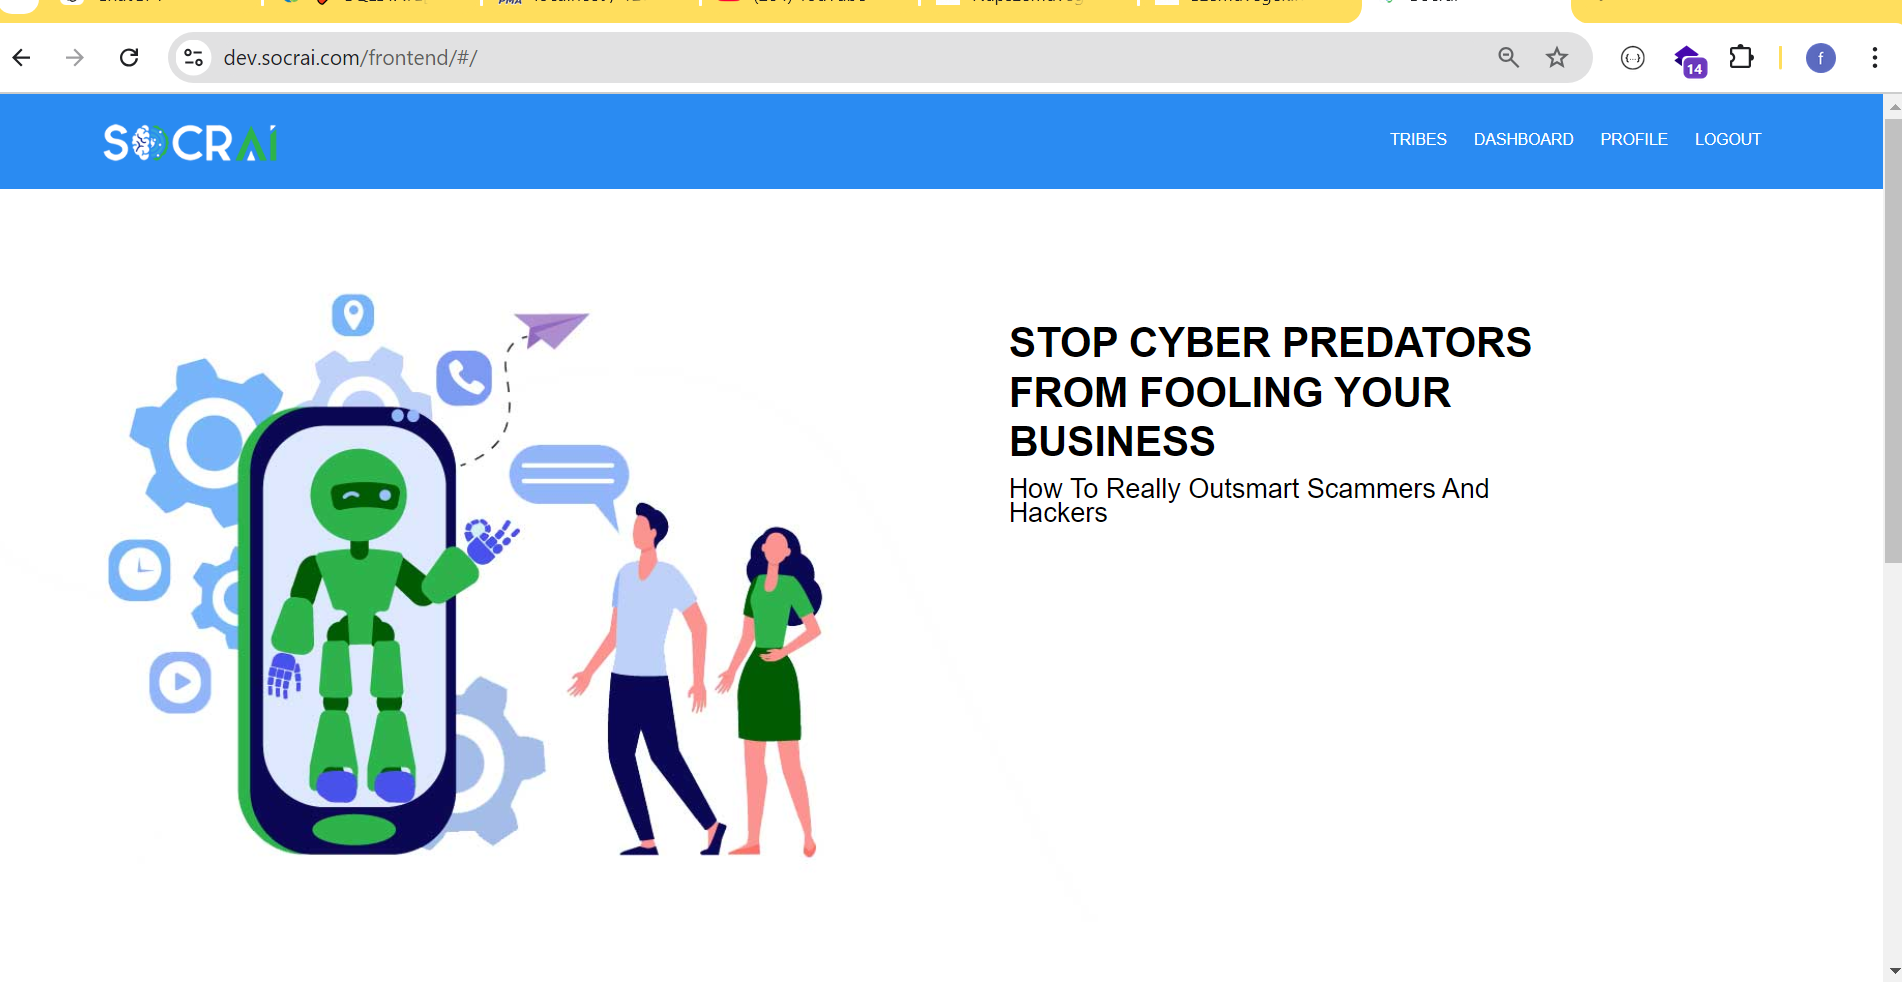 dev.socrai.com/frontend/#/
14
f
SOCRAi
TRIBES DASHBOARD PROFILE LOGOUT
STOP CYBER PREDATORS
FROM FOOLING YOUR
BUSINESS
How To Really Outsmart Scammers And
Hackers